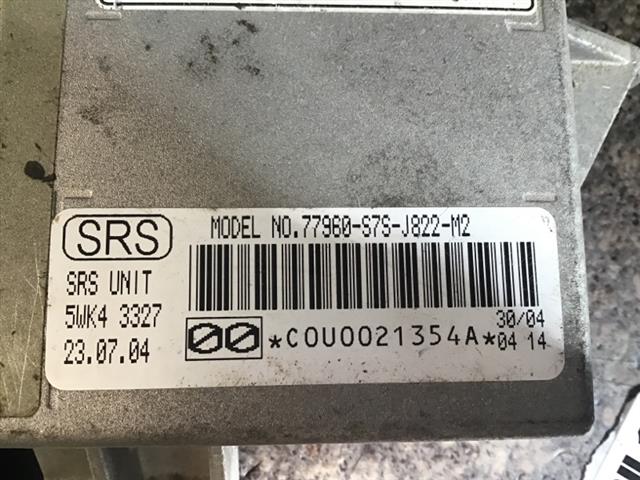 SRS
MODEL NO.77960-S7S-J822-M2
SRS UNIT
5WK4 3327
23.07.04
00
*C0U0021354A*
30/04
04 14